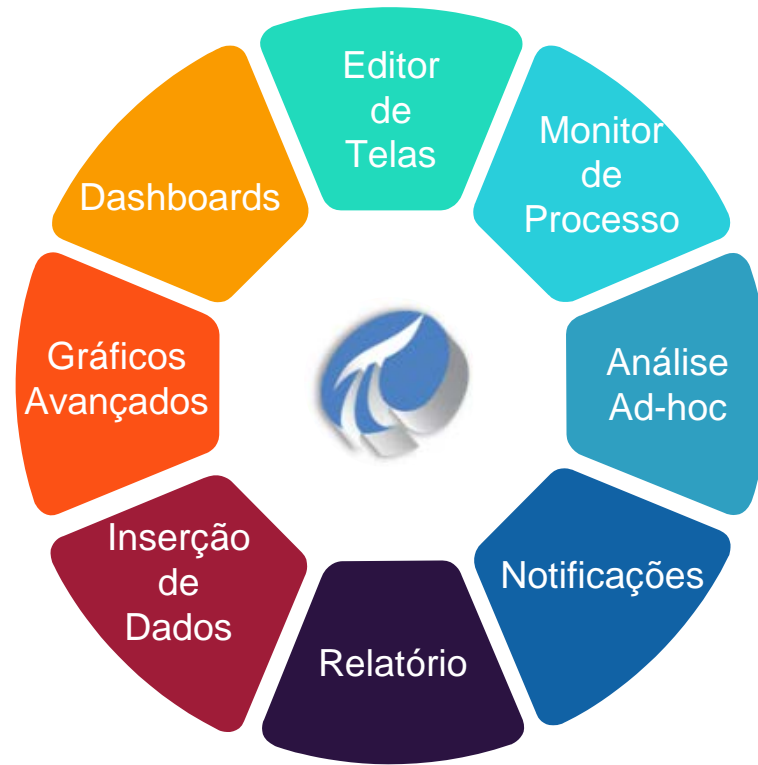 Editor
de
Telas
Monitor
de
Processo
Análise
Ad-hoc
Notificações
Relatório
Inserção
de
Dados
Gráficos
Avançados
Dashboards